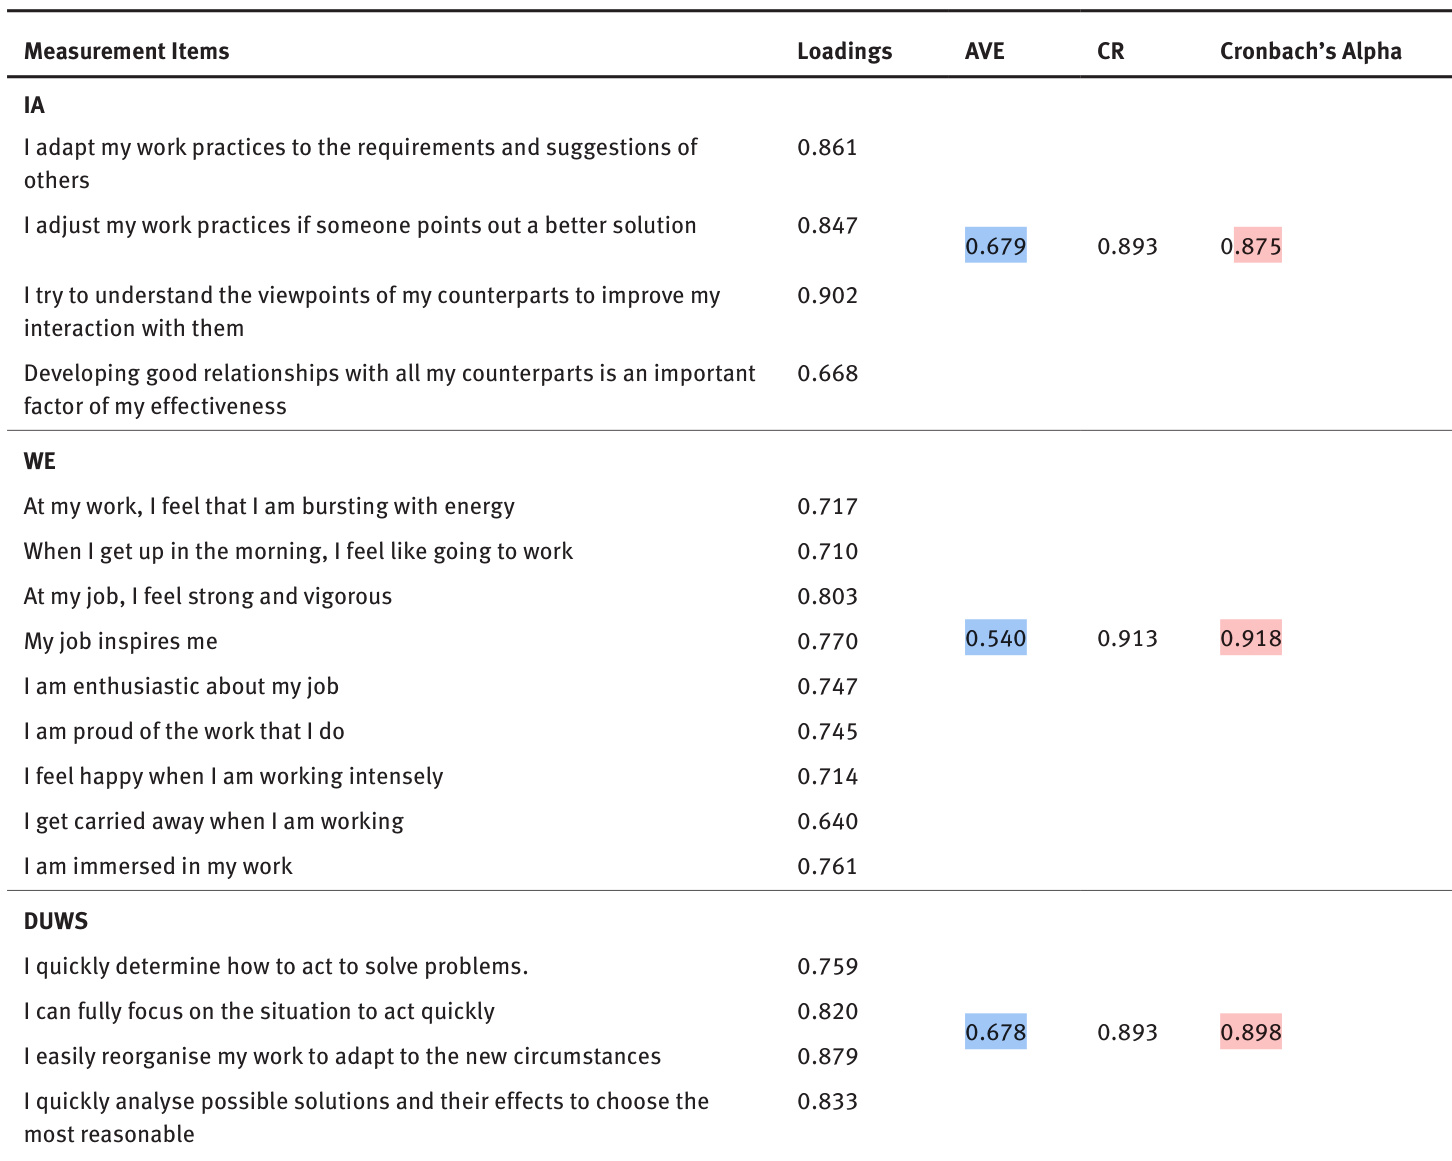 Measurement Items Loadings AVE CR Cronbach’s Alpha
IA
I adapt my work practices to the requirements and suggestions of 0.861
others
I adjust my work practices if someone points out a better solution 0.847
0.679 0.893 0.875
I try to understand the viewpoints of my counterparts to improve my 0.902
interaction with them
Developing good relationships with all my counterparts is an important 0.668
factor of my effectiveness
WE
At my work, I feel that I am bursting with energy 0.717
When I get up in the morning, I feel like going to work 0.710
At my job, I feel strong and vigorous 0.803
My job inspires me 0.770 0.540 0.913 0.918
I am enthusiastic about my job 0.747
I am proud of the work that I do 0.745
I feel happy when I am working intensely 0.714
I get carried away when I am working 0.640
I am immersed in my work 0.761
DUWS
I quickly determine how to act to solve problems. 0.759
I can fully focus on the situation to act quickly 0.820
0.678 0.893 0.898
I easily reorganise my work to adapt to the new circumstances 0.879
I quickly analyse possible solutions and their effects to choose the 0.833
most reasonable